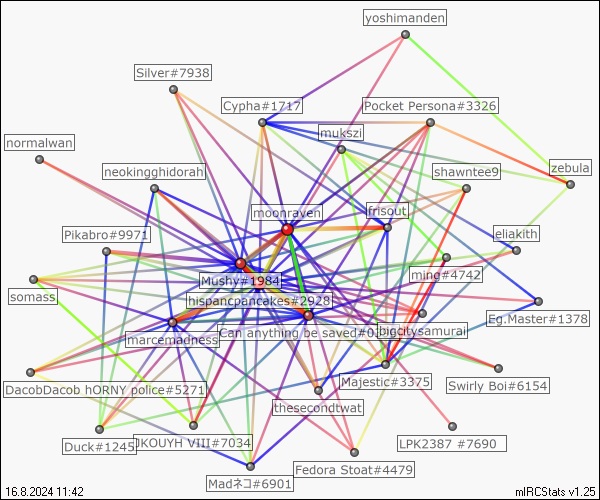 yoshimanden
Silver#7938
Cypha#1717
Pocket Persona#3326
mukszi
normalwan
neokingghidorah
shawntee9
zebula
moonraven
frisout
Pikabro#9971
eliakith
Mushy#1984
ming#4742
somass
hispancpancakes#2928
Can anything be saved#0
bigcitysamurai
Eg.Master#1378
marcemadness
DacobDacob hORNY police#5271
Majestic#3375
Swirly Boi#6154
thesecondtwat
Duck#1245
JKOUYH VIII#7034
LPK2387 #7690
Madネコ#6901
Fedora Stoat#4479
16.8.2024 11:42
mIRCStats v1.25